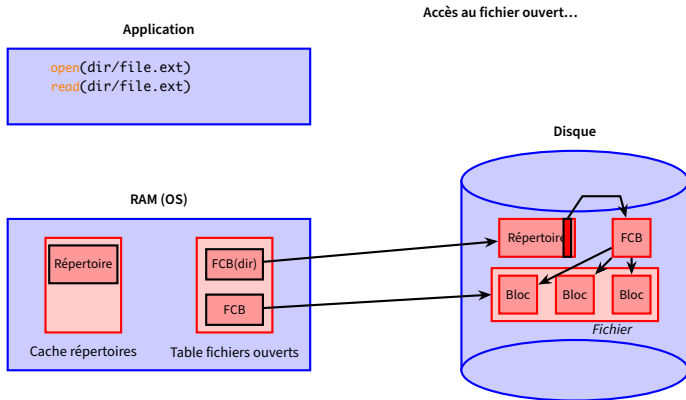 Accès au fichier ouvert…
Application
open(dir/file.ext)
read(dir/file.ext)
Disque
RAM (OS)
Répertoire
FCB
Répertoire
FCB(dir)
FCB
Bloc
Bloc
Bloc
Fichier
Cache répertoires
Table fichiers ouverts